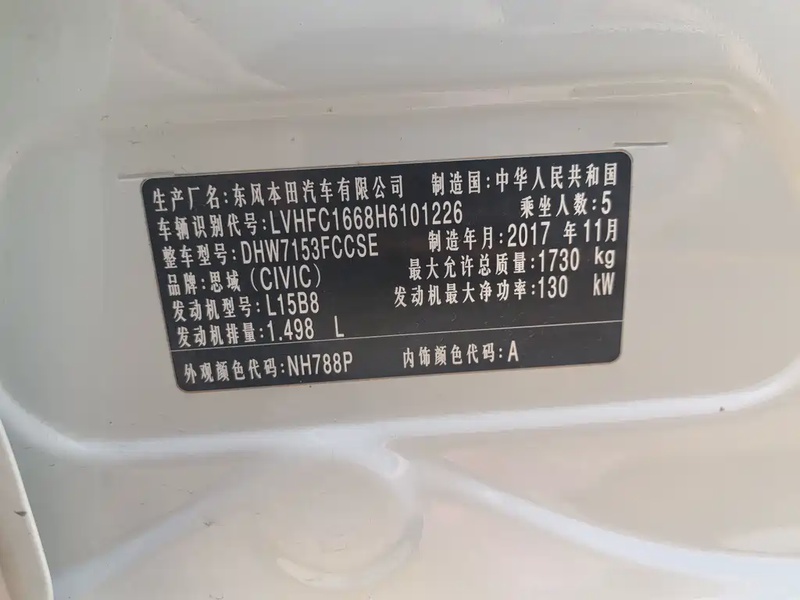 生产厂名:东风本田汽车有限公司 制造国:中华人民共和国
车辆识别代号:LVHFC1668H6101226 乘坐人数:5
整车型号:DHW7153FCCSE 制造年月:2017 年11月
品牌:思域(CIVIC) 最大允许总质量:1730 kg
发动机型号:L15B8 发动机最大净功率:130 kW
发动机排量:1.498 L
外观颜色代码:NH788P 内饰颜色代码:A